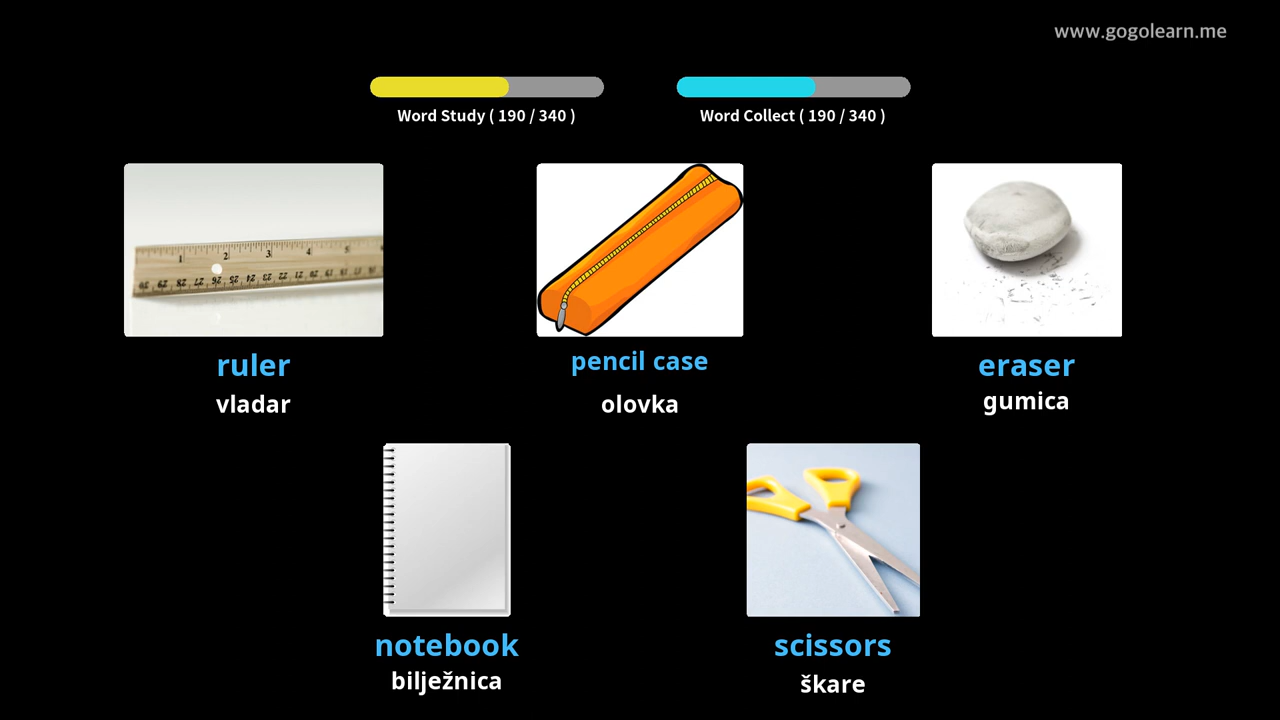 www.gogolearn.me
Word Study ( 190 / 340 )
Word Collect ( 190 / 340 )
ruler
vladar
pencil case
olovka
eraser
gumica
notebook
bilježnica
scissors
škare